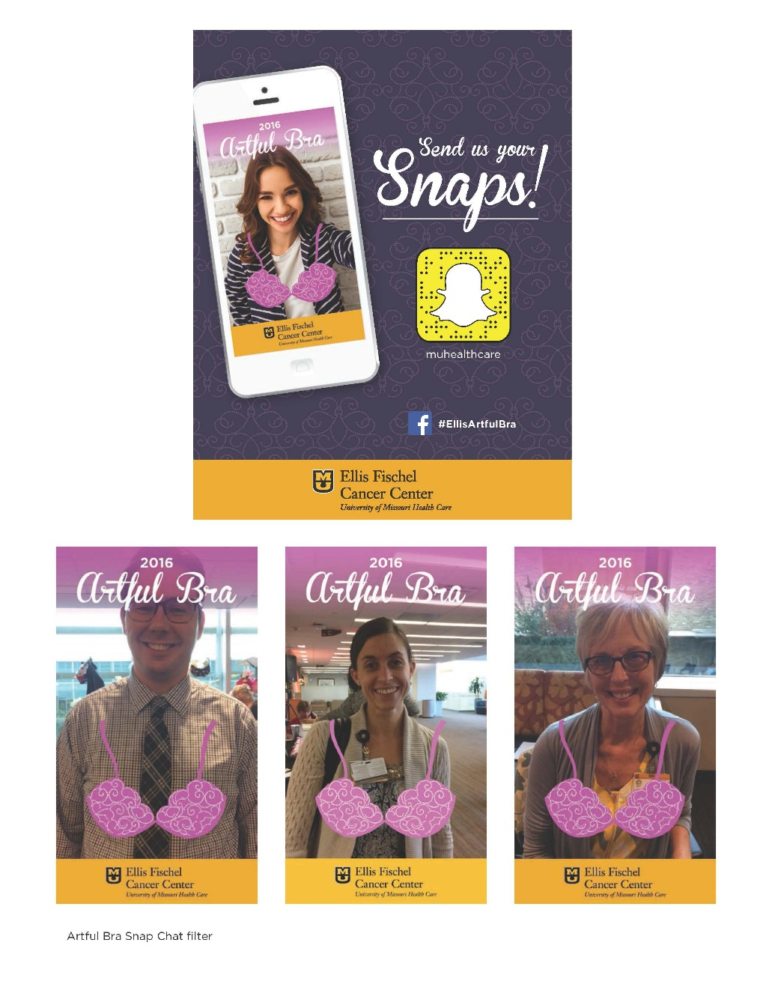 2016
Artful Bra
Ellis Fischel
Cancer Center
University of Missouri Health Care
Send us your
Snaps!
muhealthcare
#EllisArtfulBra
Ellis Fischel
Cancer Center
University of Missouri Health Care
2016
Artful Bra
Ellis Fischel
Cancer Center
University of Missouri Health Care
2016
Artful Bra
Ellis Fischel
Cancer Center
University of Missouri Health Care
2016
Artful Bra
Ellis Fischel
Cancer Center
University of Missouri Health Care
Artful Bra Snap Chat filter